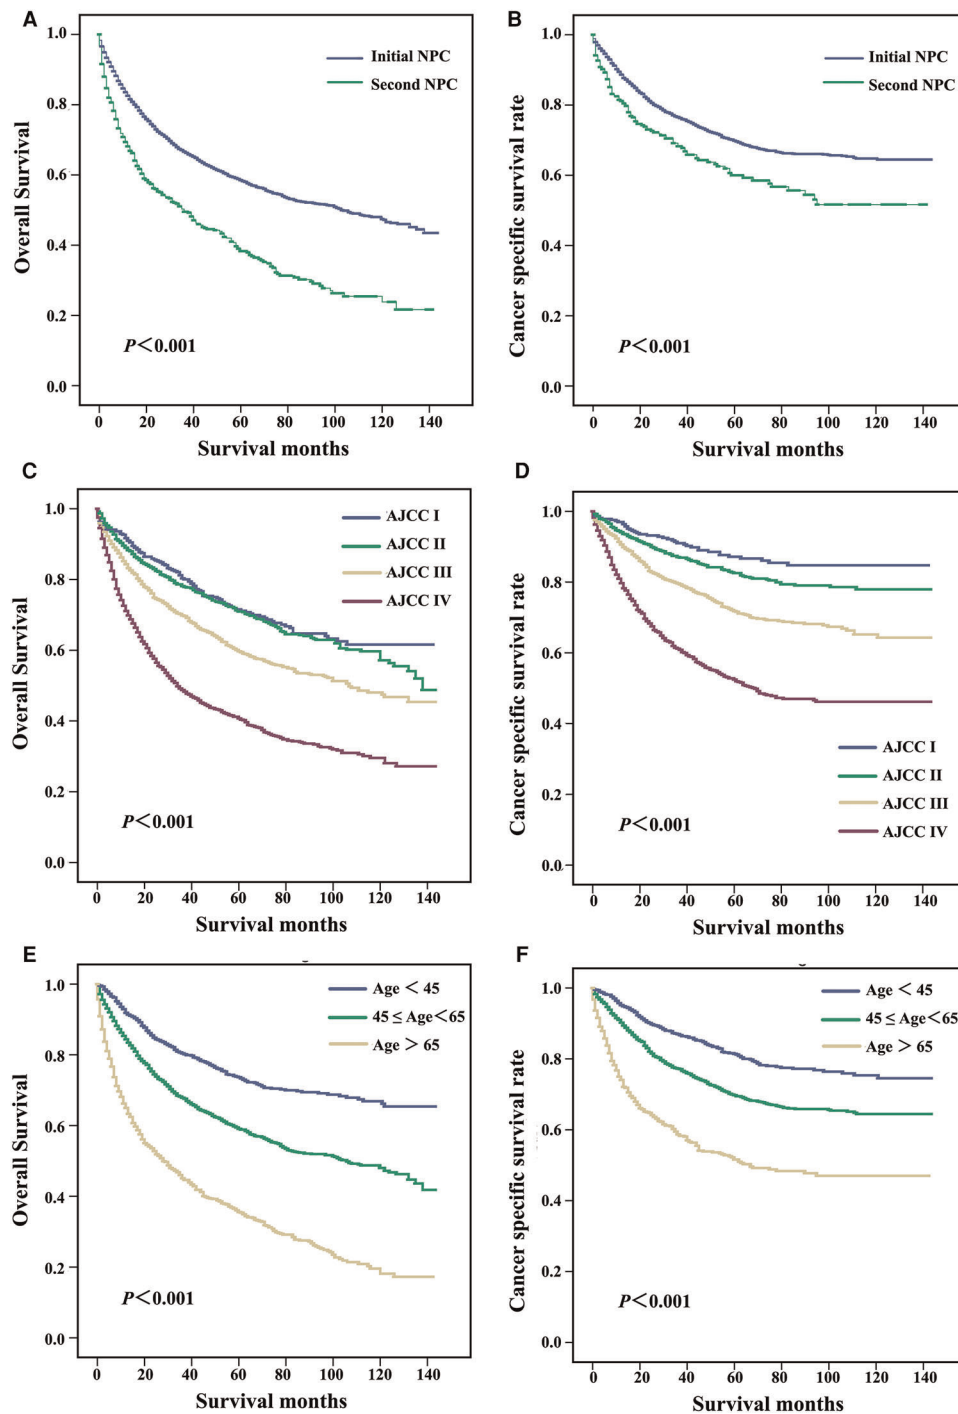 A
Overall Survival
1.0
0.8
0.6
0.4
0.2
0.0
Initial NPC
Second NPC
P<0.001
0 20 40 60 80 100 120 140
Survival months
B
Cancer specific survival rate
1.0
0.8
0.6
0.4
0.2
0.0
Initial NPC
Second NPC
P<0.001
0 20 40 60 80 100 120 140
Survival months
C
Overall Survival
1.0
0.8
0.6
0.4
0.2
0.0
AJCC I
AJCC II
AJCC III
AJCC IV
P<0.001
0 20 40 60 80 100 120 140
Survival months
D
Cancer specific survival rate
1.0
0.8
0.6
0.4
0.2
0.0
AJCC I
AJCC II
AJCC III
AJCC IV
P<0.001
0 20 40 60 80 100 120 140
Survival months
E
Overall Survival
1.0
0.8
0.6
0.4
0.2
0.0
Age < 45
45 ≤ Age<65
Age > 65
P<0.001
0 20 40 60 80 100 120 140
Survival months
F
Cancer specific survival rate
1.0
0.8
0.6
0.4
0.2
0.0
Age < 45
45 ≤ Age<65
Age > 65
P<0.001
0 20 40 60 80 100 120 140
Survival months